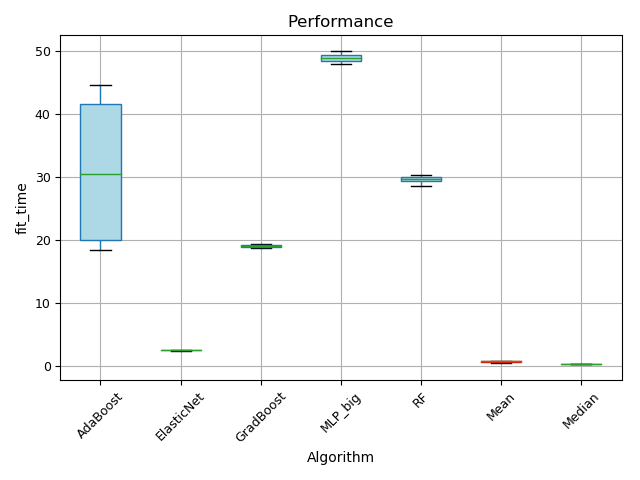 Performance
fit_time
50
40
30
20
10
0
AdaBoost
ElasticNet
GradBoost
MLP_big
RF
Mean
Median
Algorithm